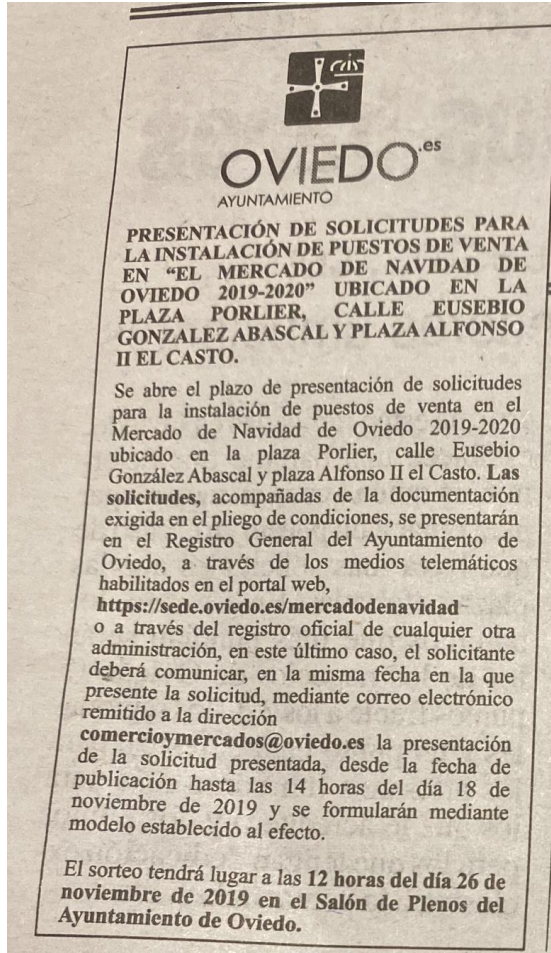 OVIEDO.es
AYUNTAMIENTO
PRESENTACIÓN DE SOLICITUDES PARA
LA INSTALACIÓN DE PUESTOS DE VENTA
EN “EL MERCADO DE NAVIDAD DE
OVIEDO 2019-2020” UBICADO EN LA
PLAZA PORLIER, CALLE EUSEBIO
GONZALEZ ABASCAL Y PLAZA ALFONSO
II EL CASTO.
Se abre el plazo de presentación de solicitudes
para la instalación de puestos de venta en el
Mercado de Navidad de Oviedo 2019-2020
ubicado en la plaza Porlier, calle Eusebio
González Abascal y plaza Alfonso II el Casto. Las
solicitudes, acompañadas de la documentación
exigida en el pliego de condiciones, se presentarán
en el Registro General del Ayuntamiento de
Oviedo, a través de los medios telemáticos
habilitados en el portal web,
https://sede.oviedo.es/mercadodenavidad
o a través del registro oficial de cualquier otra
administración, en este último caso, el solicitante
deberá comunicar, en la misma fecha en la que
presente la solicitud, mediante correo electrónico
remitido a la dirección
comercioymercados@oviedo.es la presentación
de la solicitud presentada, desde la fecha de
publicación hasta las 14 horas del día 18 de
noviembre de 2019 y se formularán mediante
modelo establecido al efecto.
El sorteo tendrá lugar a las 12 horas del día 26 de
noviembre de 2019 en el Salón de Plenos del
Ayuntamiento de Oviedo.